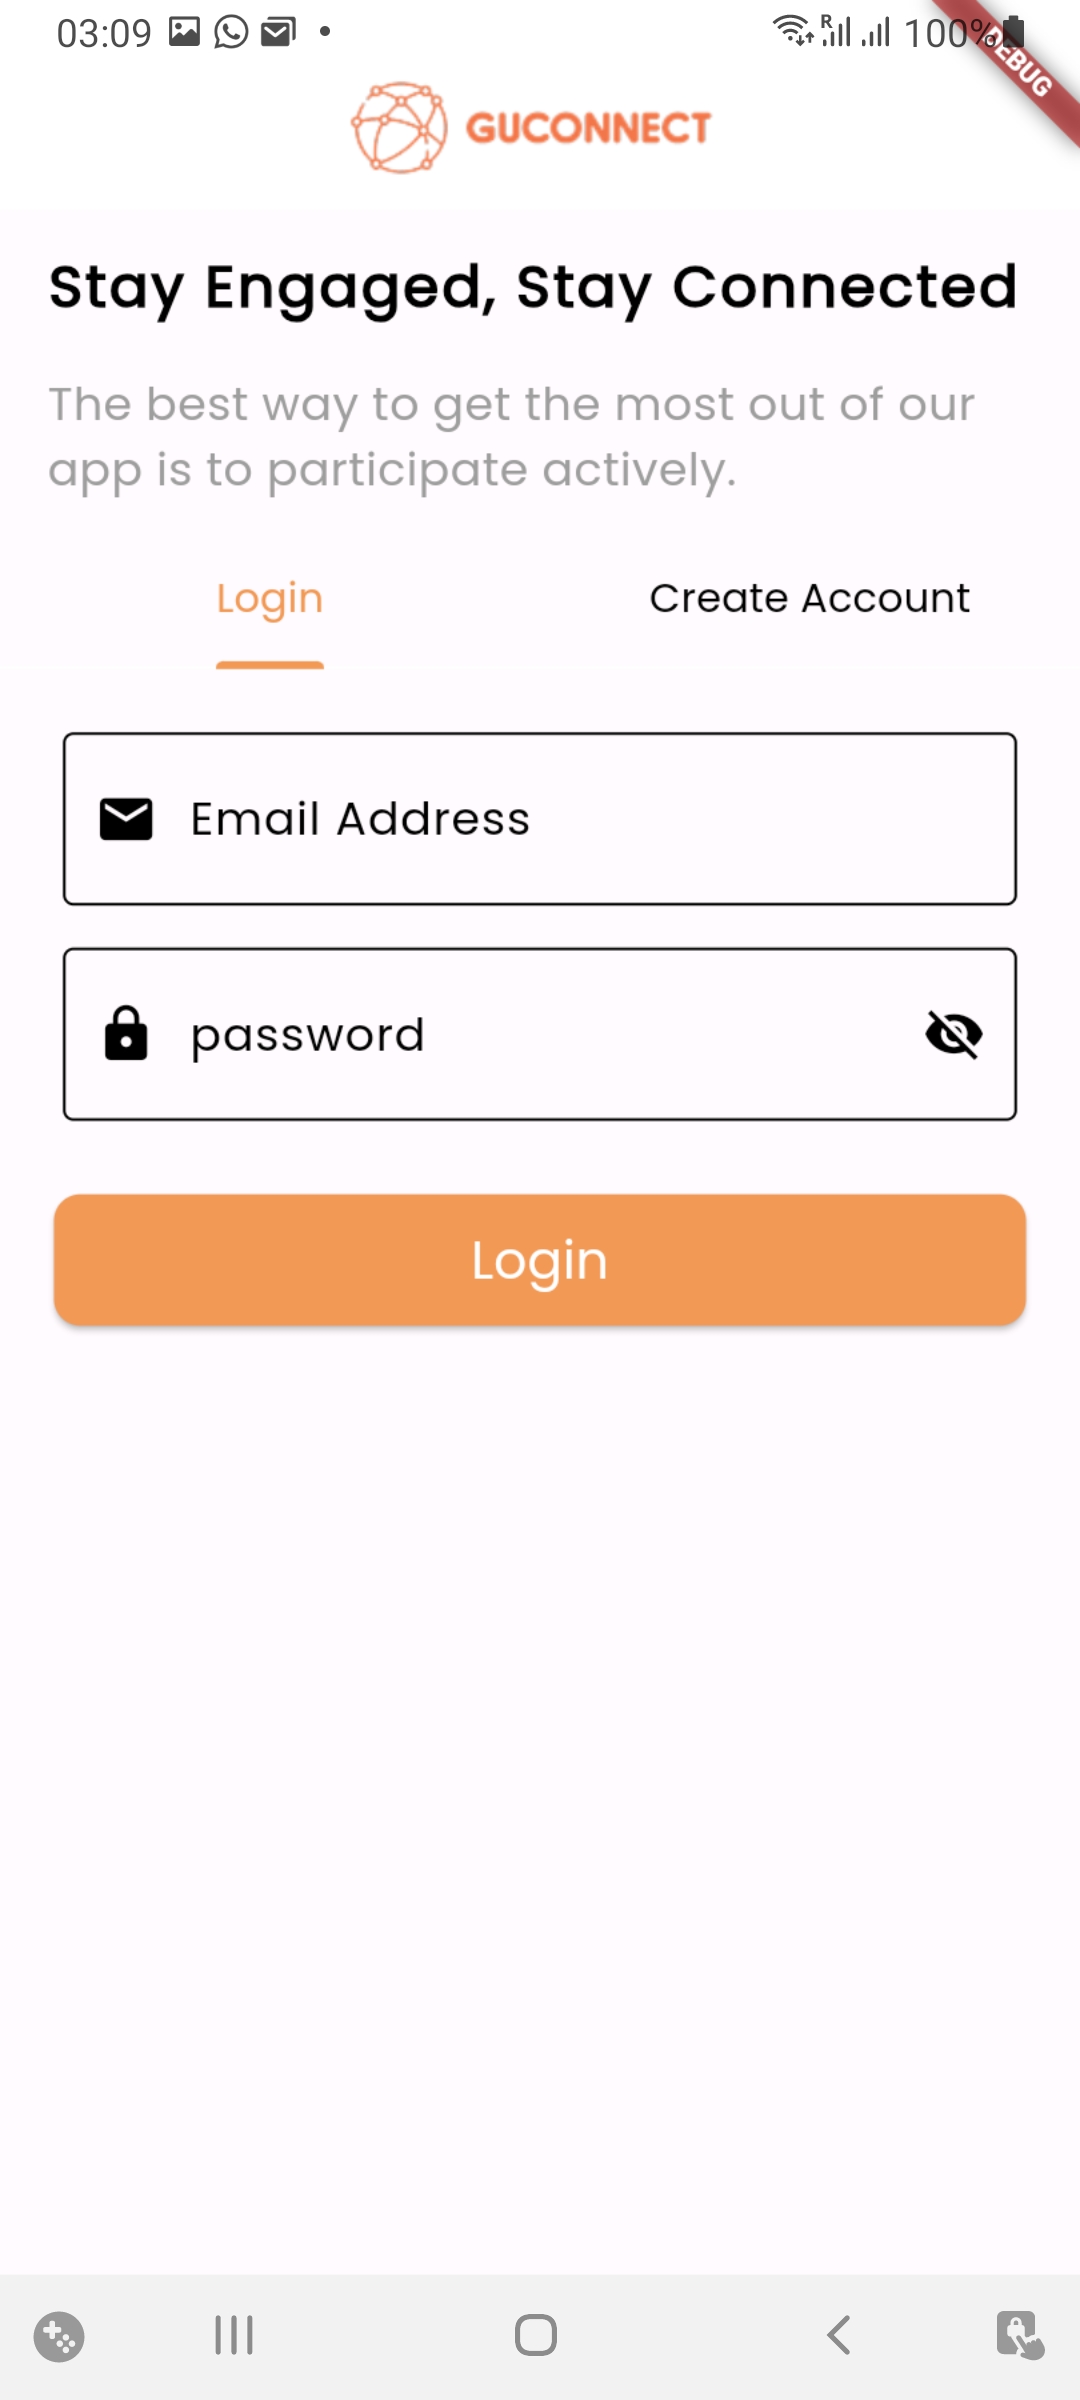 03:09 R 100%
DEBUG
GUCONNECT
Stay Engaged, Stay Connected
The best way to get the most out of our
app is to participate actively.
Login Create Account
Email Address
password
Login